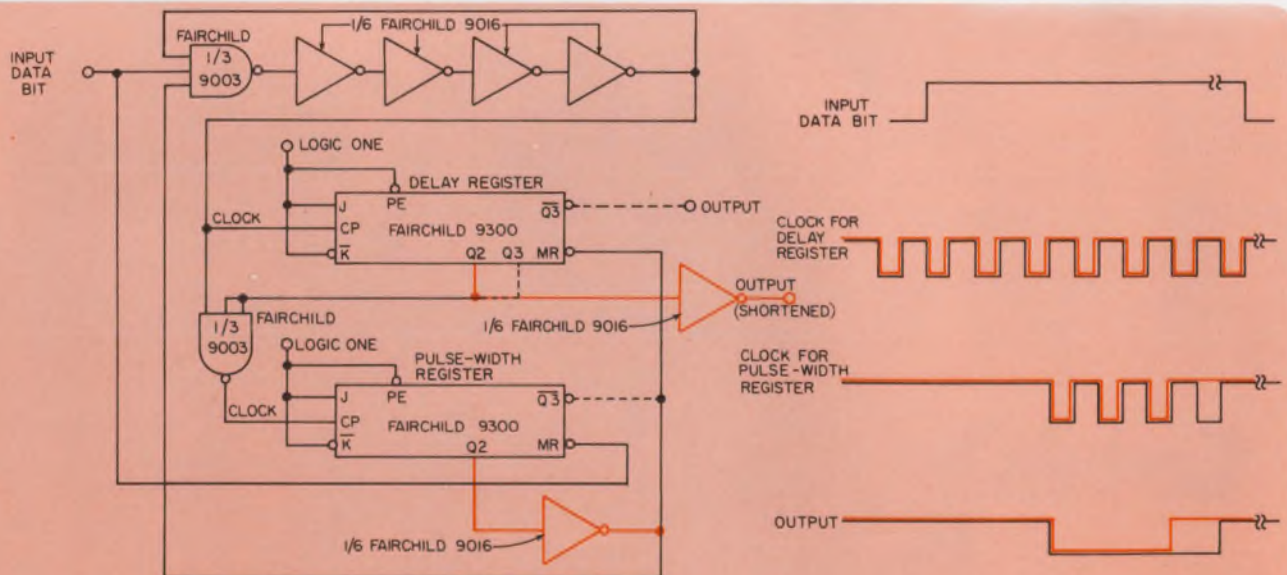 1/6 FAIRCHILD 9016
FAIRCHILD
1/3
9003
INPUT
DATA
BIT
LOGIC ONE
DELAY REGISTER
J
PE
Q3
OUTPUT
CLOCK
CP
FAIRCHILD 9300
K
Q2
Q3
MR
OUTPUT
(SHORTENED)
1/3
9003
FAIRCHILD
1/6 FAIRCHILD 9016
LOGIC ONE
PULSE-WIDTH
REGISTER
J
PE
Q3
CLOCK
CP
FAIRCHILD 9300
K
Q2
MR
1/6 FAIRCHILD 9016
INPUT
DATA BIT
CLOCK FOR
DELAY
REGISTER
CLOCK FOR
PULSE-WIDTH
REGISTER
OUTPUT